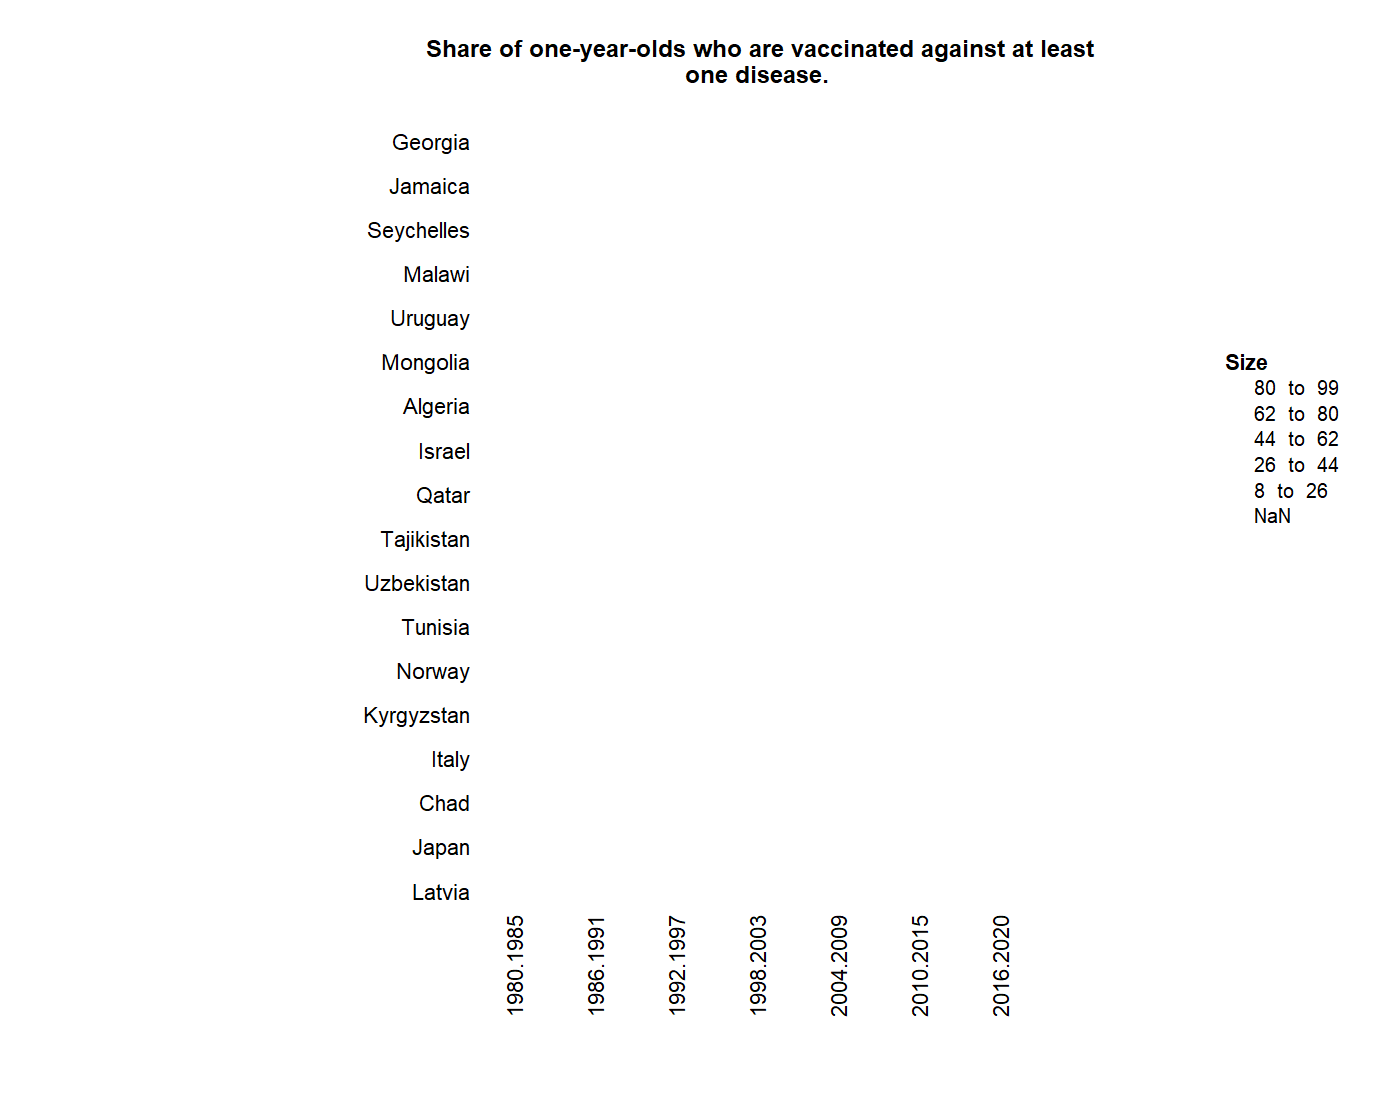 Share of one-year-olds who are vaccinated against at least
one disease.
Georgia
Jamaica
Seychelles
Malawi
Uruguay
Mongolia
Algeria
Israel
Qatar
Tajikistan
Uzbekistan
Tunisia
Norway
Kyrgyzstan
Italy
Chad
Japan
Latvia
1980.1985
1986.1991
1992.1997
1998.2003
2004.2009
2010.2015
2016.2020
Size
80 to 99
62 to 80
44 to 62
26 to 44
8 to 26
NaN